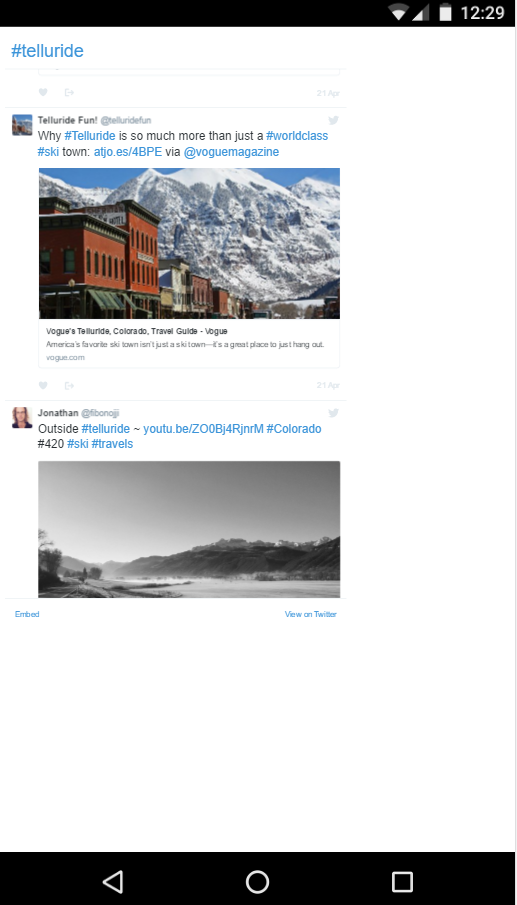 12:29
#telluride
21 Apr
Telluride Fun! @telluridefun
Why #Telluride is so much more than just a #worldclass
#ski town: atjo.es/4BPE via @voguemagazine
HOTEL
Vogue's Telluride, Colorado, Travel Guide - Vogue
America's favorite ski town isn't just a ski town—it's a great place to just hang out.
vogue.com
21 Apr
Jonathan @fibonojji
Outside #telluride ~ youtu.be/ZO0Bj4RjnrM #Colorado
#420 #ski #travels
Embed
View on Twitter